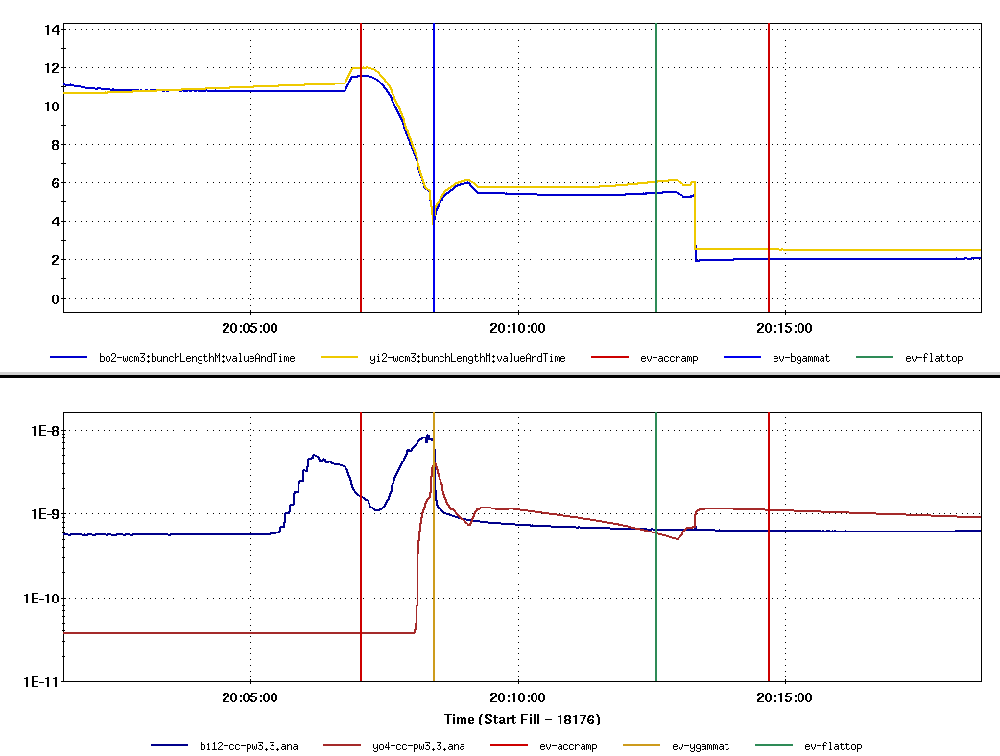 14
12
10
8
6
4
2
0
20:05:00 20:10:00 20:15:00
bo2-wcm3:bunchLengthM:valueAndTime yi2-wcm3:bunchLengthM:valueAndTime ev-accramp ev-bgammat ev-flattop
1E-8
1E-9
1E-10
1E-11
20:05:00 20:10:00 20:15:00
Time (Start Fill = 18176)
bi12-cc-pw3.3.ana yo4-cc-pw3.3.ana ev-accramp ev-ygammat ev-flattop